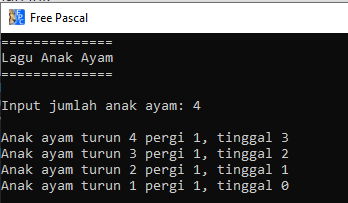 Free Pascal
==============
Lagu Anak Ayam
==============
Input jumlah anak ayam: 4
Anak ayam turun 4 pergi 1, tinggal 3
Anak ayam turun 3 pergi 1, tinggal 2
Anak ayam turun 2 pergi 1, tinggal 1
Anak ayam turun 1 pergi 1, tinggal 0